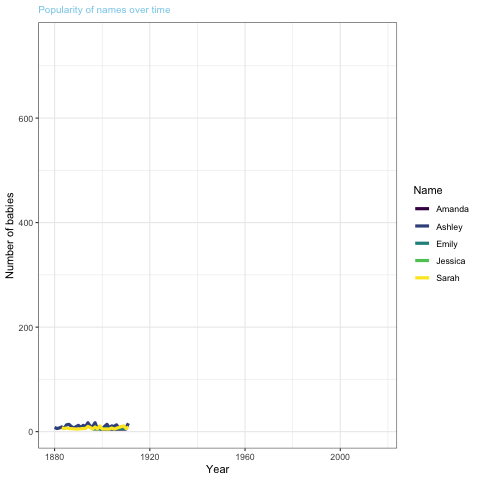 Popularity of names over time
Number of babies
600
400
200
0
1880
1920
1960
2000
Year
Name
Amanda
Ashley
Emily
Jessica
Sarah